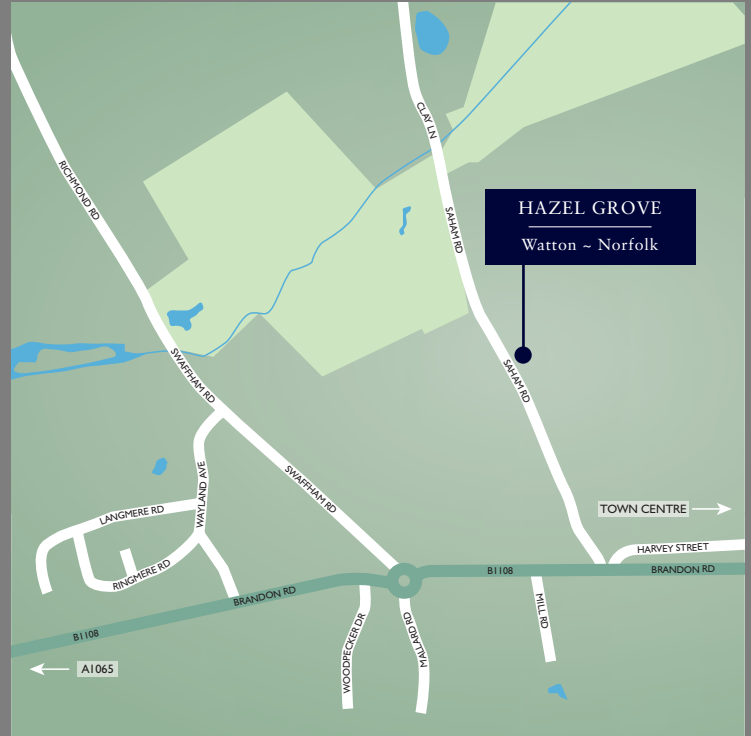 CLAY LN
RICHMOND RD
SAHAM RD
HAZEL GROVE
Watton ~ Norfolk
SWAFFHAM RD
SAHAM RD
SWAFFHAM RD
WAYLAND AVE
LANGMERE RD
TOWN CENTRE
HARVEY STREET
RINGMERE RD
B1108
BRANDON RD
BRANDON RD
MILL RD
B1108
WOODPECKER DR
MALLARD RD
A1065